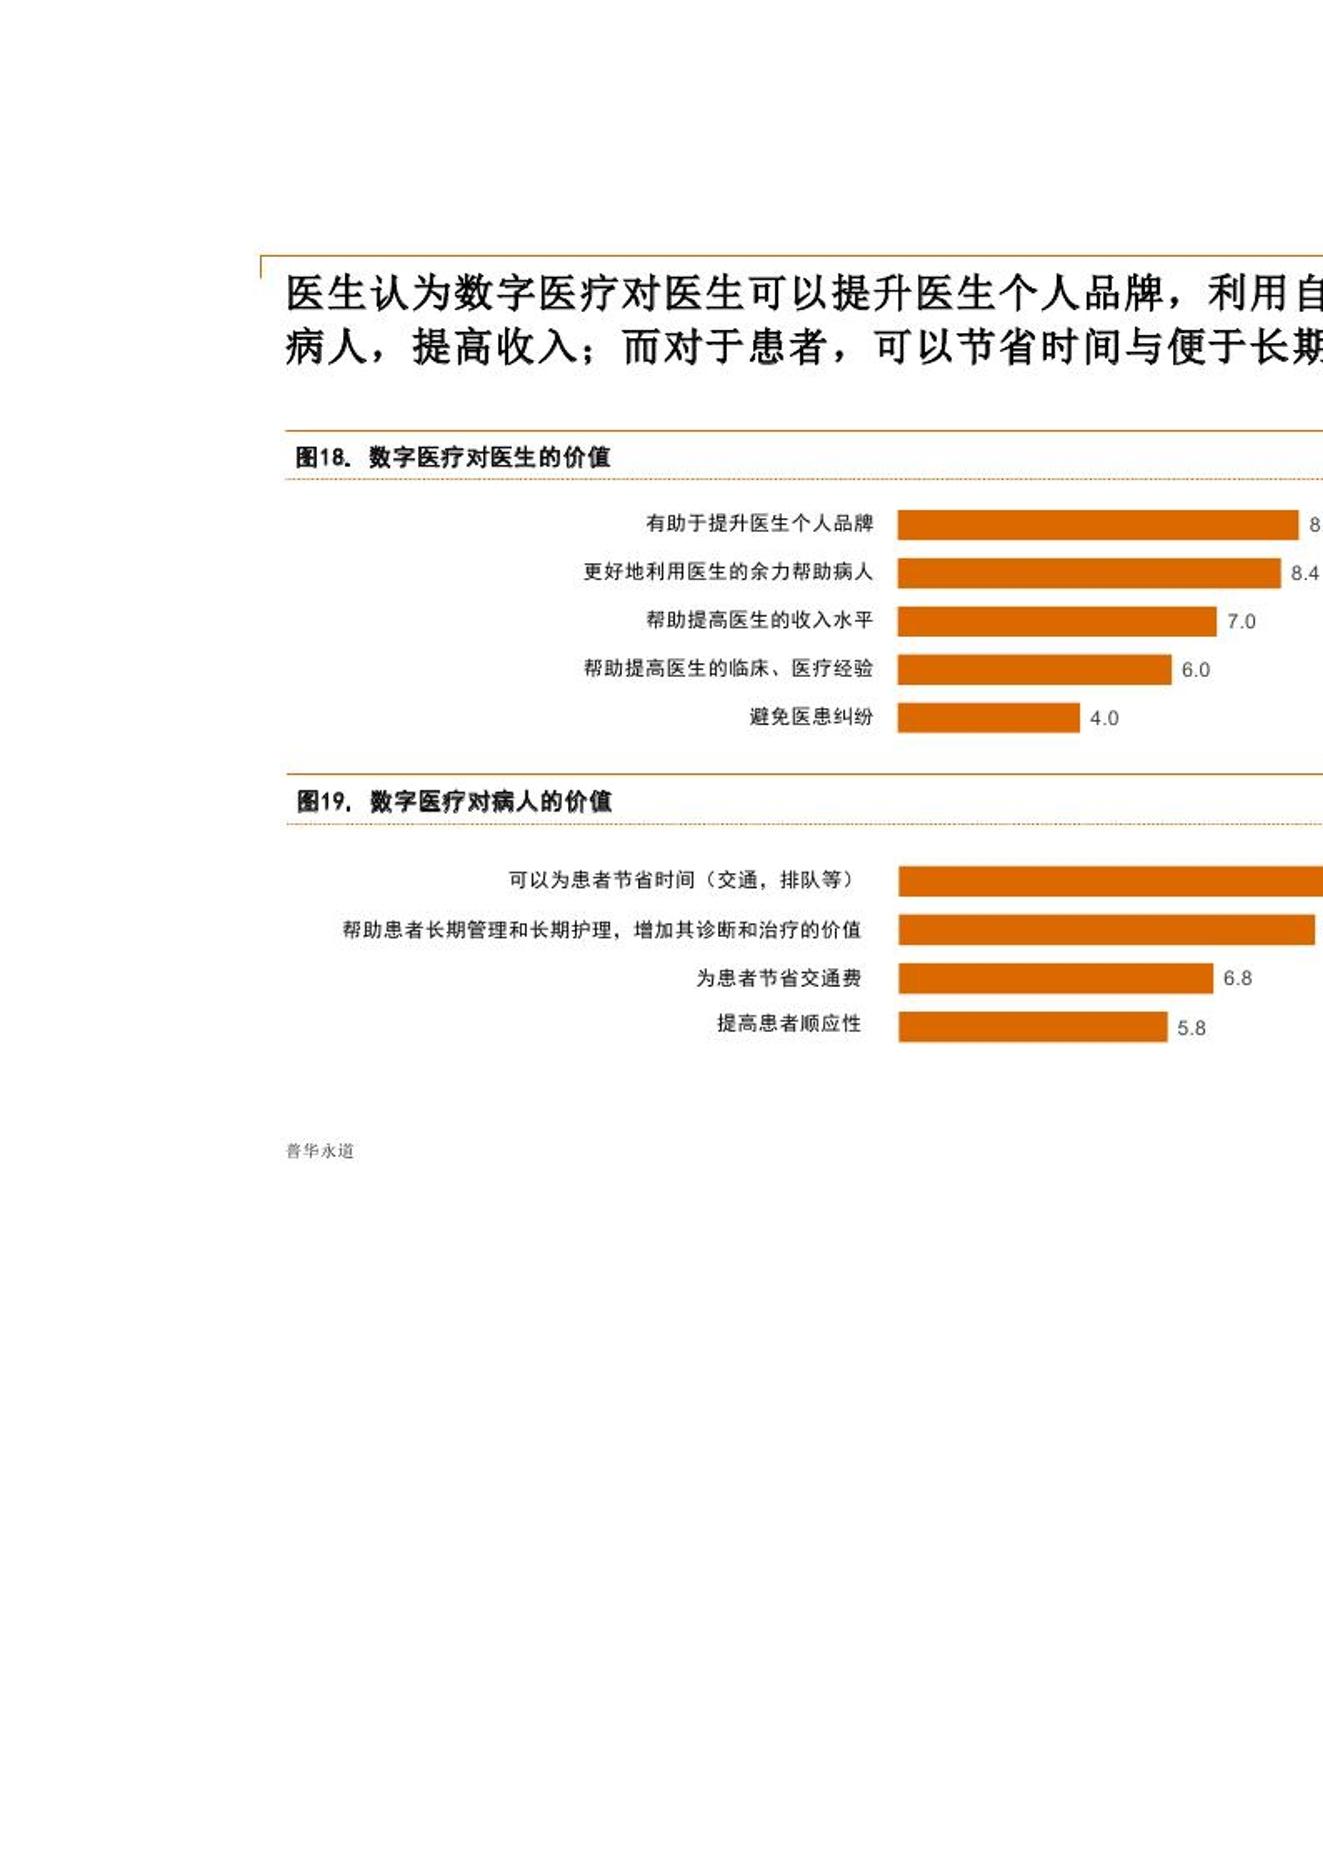 医生认为数字医疗对医生可以提升医生个人品牌，利用自
病人，提高收入；而对于患者，可以节省时间与便于长期
图18. 数字医疗对医生的价值
有助于提升医生个人品牌 8
更好地利用医生的余力帮助病人 8.4
帮助提高医生的收入水平 7.0
帮助提高医生的临床、医疗经验 6.0
避免医患纠纷 4.0
图19. 数字医疗对病人的价值
可以为患者节省时间（交通，排队等）
帮助患者长期管理和长期护理，增加其诊断和治疗的价值
为患者节省交通费 6.8
提高患者顺应性 5.8
普华永道